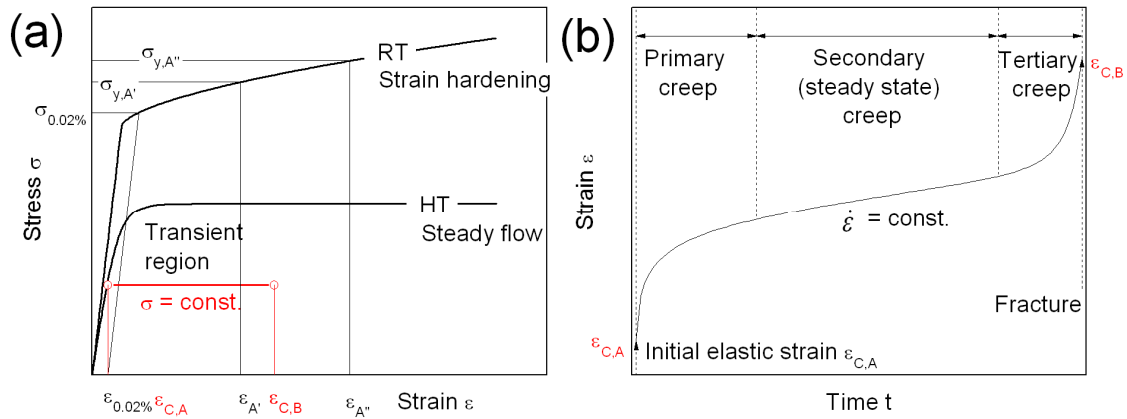 (a)
σy,A''
σy,A'
σ0.02%
RT
Strain hardening
HT
Steady flow
Transient
region
σ = const.
Stress σ
ε0.02% εC,A
εA'
εC,B
εA''
Strain ε
(b)
Primary
creep
Secondary
(steady state)
creep
Tertiary
creep
εC,B
ε̇ = const.
Fracture
εC,A
Initial elastic strain εC,A
Strain ε
Time t